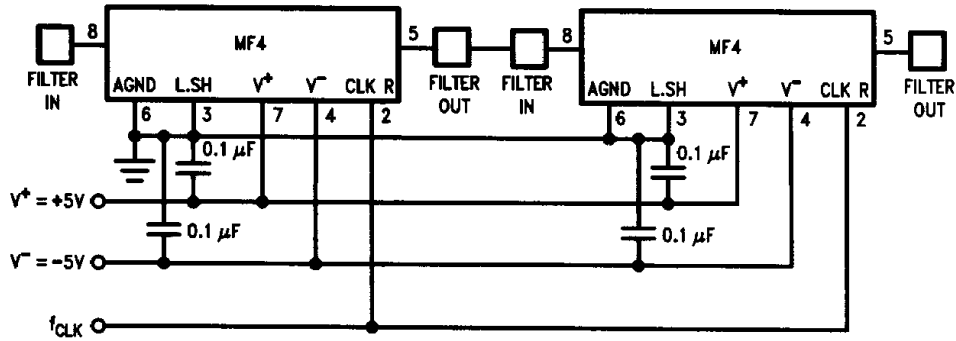 8
MF4
5
8
MF4
5
FILTER
IN
FILTER
OUT
FILTER
IN
FILTER
OUT
AGND L.SH V+ V− CLK R
6 3 7 4 2
AGND L.SH V+ V− CLK R
6 3 7 4 2
0.1 μF
0.1 μF
V+ = +5V
0.1 μF
0.1 μF
V− = −5V
fCLK